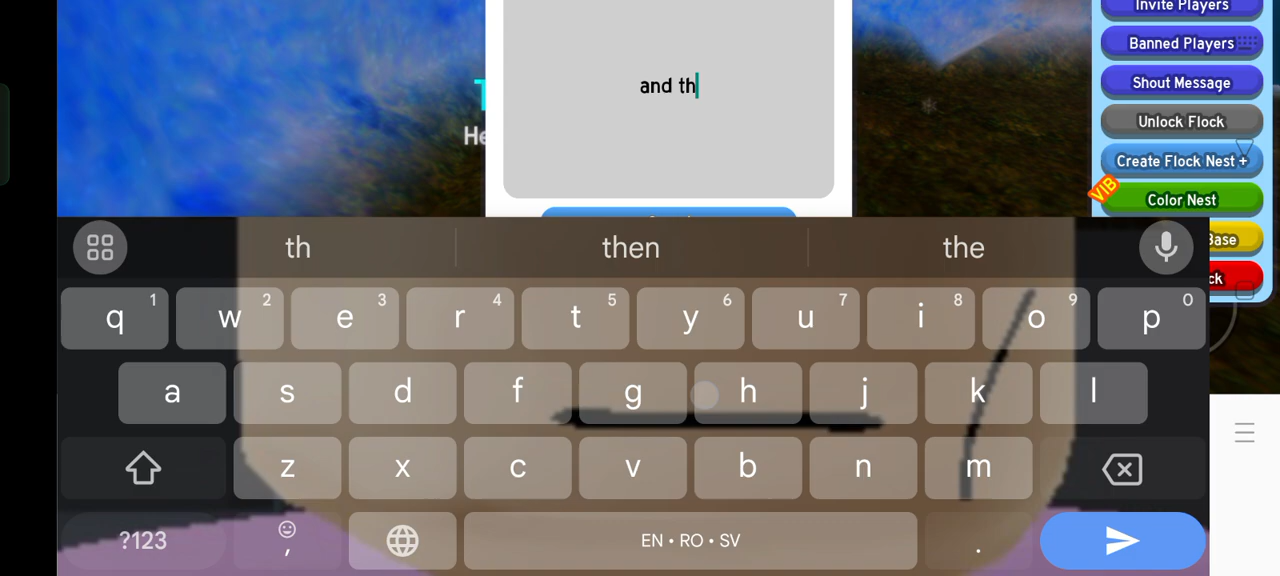 Invite Players
Banned Players
Shout Message
Unlock Flock
Create Flock Nest +
VIB
Color Nest
Base
ck
and th
T
He
th then the
q 1 w 2 e 3 r 4 t 5 y 6 u 7 i 8 o 9 p 0
a s d f g h j k l
z x c v b n m
?123 , EN • RO • SV .